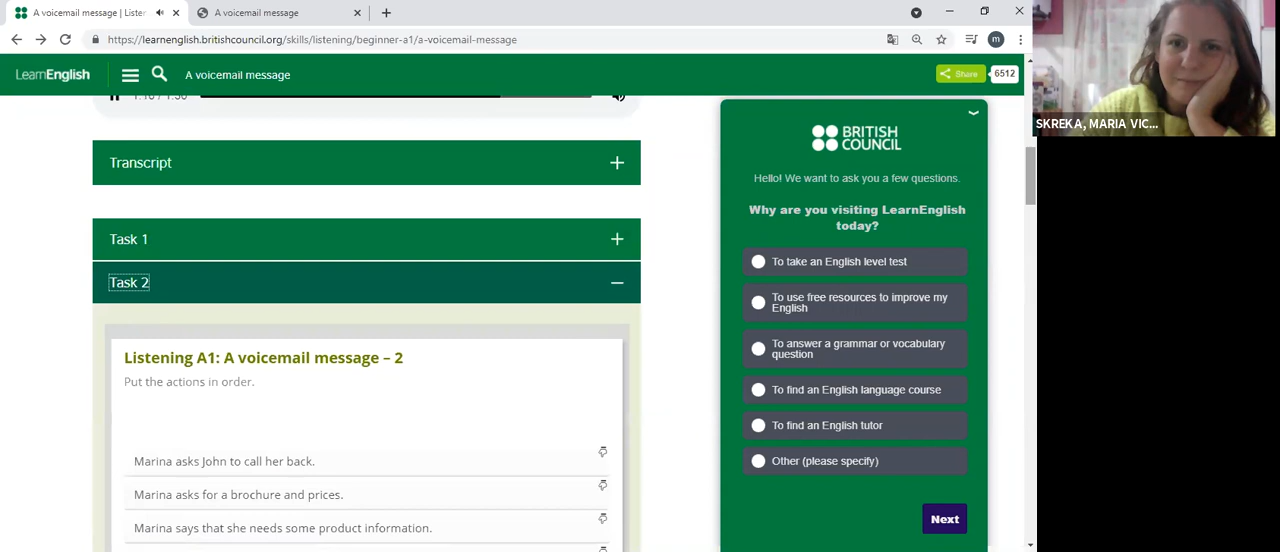 A voicemail message | Listen
A voicemail message
https://learnenglish.britishcouncil.org/skills/listening/beginner-a1/a-voicemail-message
m
LearnEnglish
A voicemail message
Share
6512
SKREKA, MARIA VIC...
1:16 / 1:36
Transcript
Task 1
Task 2
Listening A1: A voicemail message – 2
Put the actions in order.
Marina asks John to call her back.
Marina asks for a brochure and prices.
Marina says that she needs some product information.
BRITISH
COUNCIL
Hello! We want to ask you a few questions.
Why are you visiting LearnEnglish
today?
To take an English level test
To use free resources to improve my
English
To answer a grammar or vocabulary
question
To find an English language course
To find an English tutor
Other (please specify)
Next